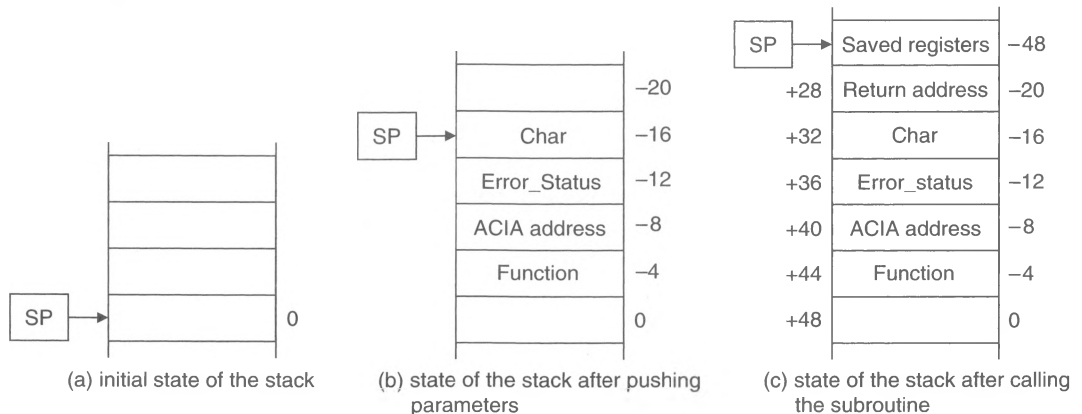 SP
0
(a) initial state of the stack
−20
SP
Char
−16
Error_Status
−12
ACIA address
−8
Function
−4
0
(b) state of the stack after pushing
parameters
SP
Saved registers
−48
+28
Return address
−20
+32
Char
−16
+36
Error_status
−12
+40
ACIA address
−8
+44
Function
−4
+48
0
(c) state of the stack after calling
the subroutine